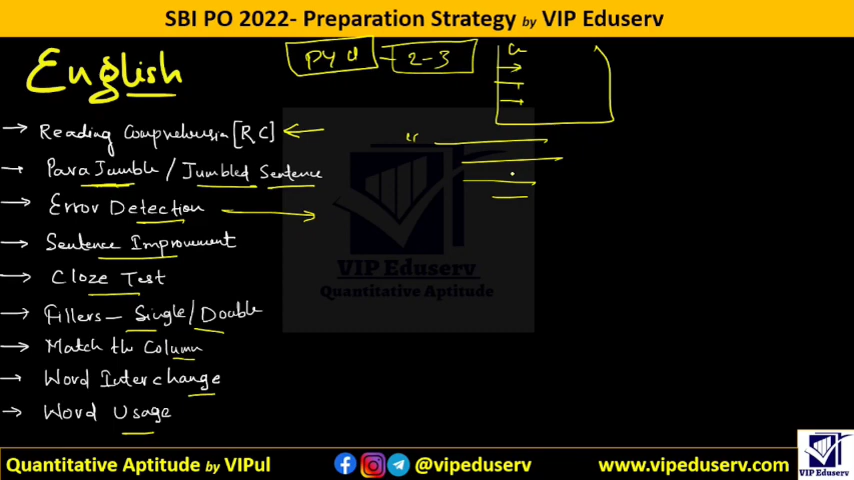 SBI PO 2022- Preparation Strategy by VIP Eduserv
English
PYQ - 2-3
→ Reading Comprehension [RC] ←
→ Para Jumble / Jumbled Sentence
→ Error Detection →
→ Sentence Improvement
→ Cloze Test
→ Fillers - Single/Double
→ Match the Column
→ Word Interchange
→ Word Usage
VIP Eduserv
Quantitative Aptitude
Quantitative Aptitude by VIPul
@vipeduserv
www.vipeduserv.com
VIP EDUSERV